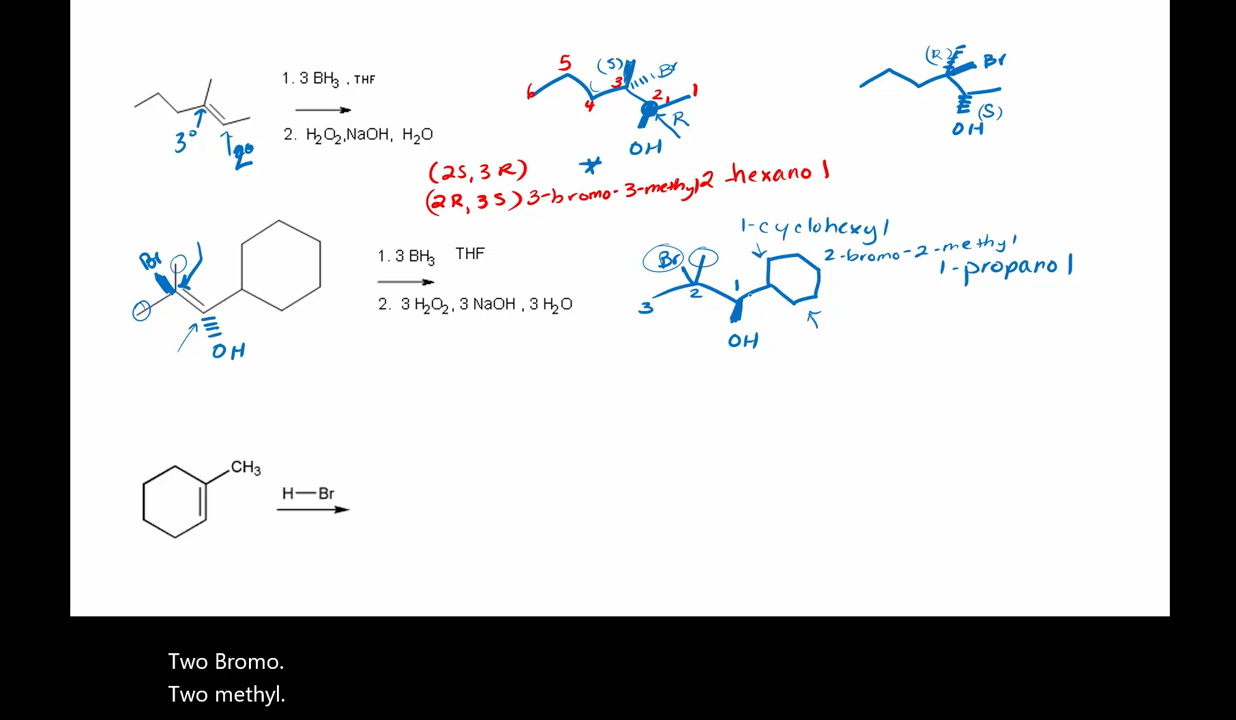 1. 3 BH3 . THF
2. H2O2,NaOH, H2O
3°
2°
5
(S)
3
Br
6
4
2
1
R
OH
(R)
Br
(S)
OH
(2S, 3R)
(2R, 3S) 3-bromo-3-methyl 2-hexanol
*
Br
OH
1. 3 BH3 THF
2. 3 H2O2, 3 NaOH , 3 H2O
1-cyclohexyl
2-bromo-2-methyl
1-propanol
Br
3
2
1
OH
CH3
H—Br
Two Bromo.
Two methyl.